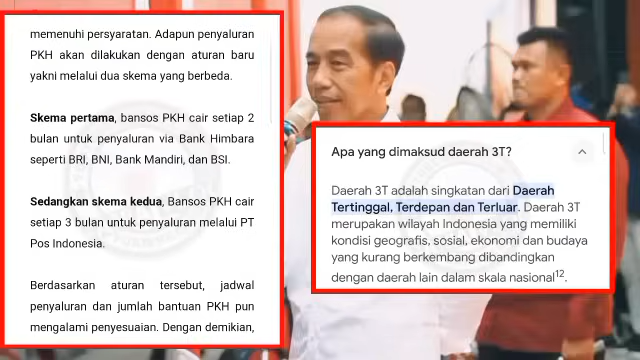 memenuhi persyaratan. Adapun penyaluran
PKH akan dilakukan dengan aturan baru
yakni melalui dua skema yang berbeda.
Skema pertama, bansos PKH cair setiap 2
bulan untuk penyaluran via Bank Himbara
seperti BRI, BNI, Bank Mandiri, dan BSI.
Sedangkan skema kedua, Bansos PKH cair
setiap 3 bulan untuk penyaluran melalui PT
Pos Indonesia.
Berdasarkan aturan tersebut, jadwal
penyaluran dan jumlah bantuan PKH pun
mengalami penyesuaian. Dengan demikian,
Apa yang dimaksud daerah 3T?
Daerah 3T adalah singkatan dari Daerah
Tertinggal, Terdepan dan Terluar. Daerah 3T
merupakan wilayah Indonesia yang memiliki
kondisi geografis, sosial, ekonomi dan budaya
yang kurang berkembang dibandingkan
dengan daerah lain dalam skala nasional12.